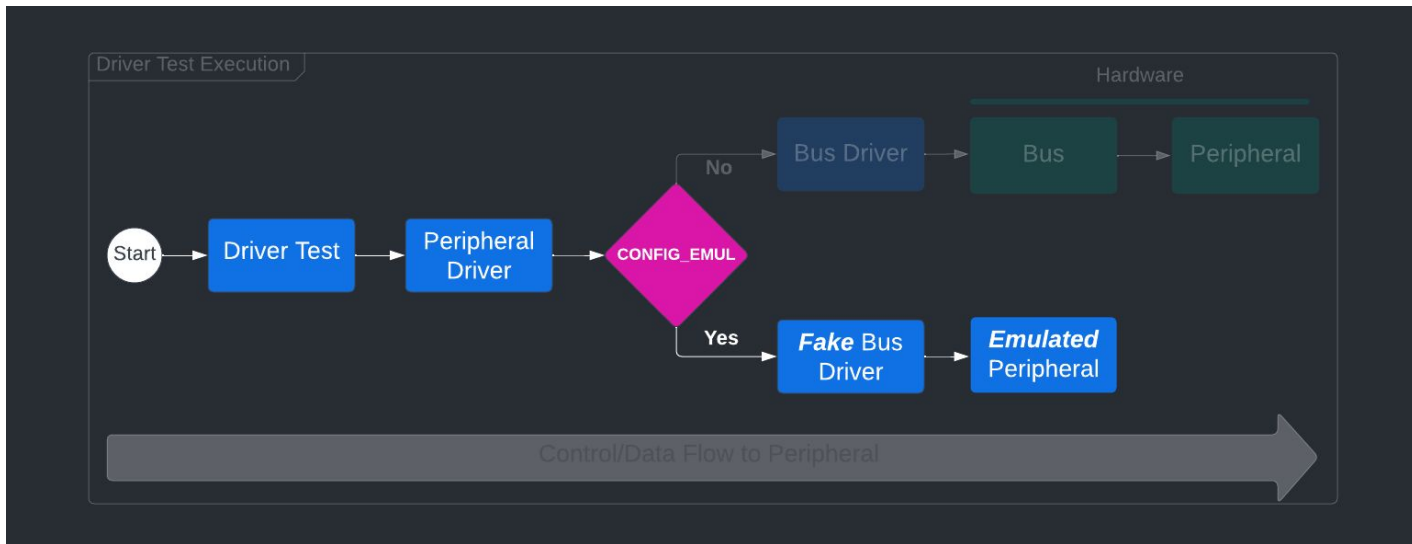 Driver Test Execution
Hardware
Bus Driver
Bus
Peripheral
No
Start
Driver Test
Peripheral
Driver
CONFIG_EMUL
Yes
Fake Bus
Driver
Emulated
Peripheral
Control/Data Flow to Peripheral